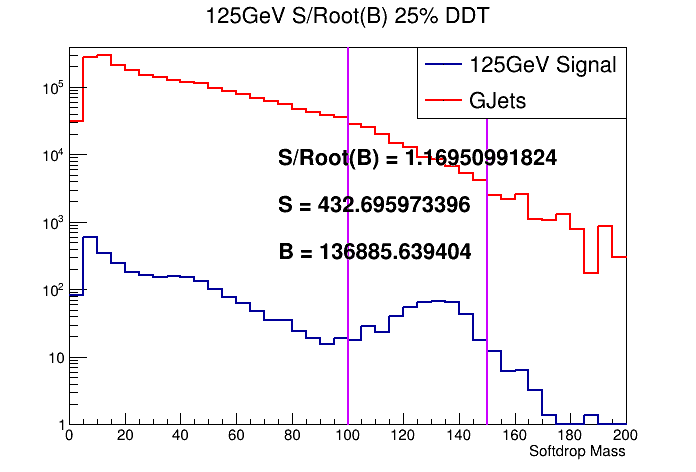 125GeV S/Root(B) 25% DDT
125GeV Signal
GJets
10^5
10^4
10^3
10^2
10
1
S/Root(B) = 1.16950991824
S = 432.695973396
B = 136885.639404
0 20 40 60 80 100 120 140 160 180 200
Softdrop Mass